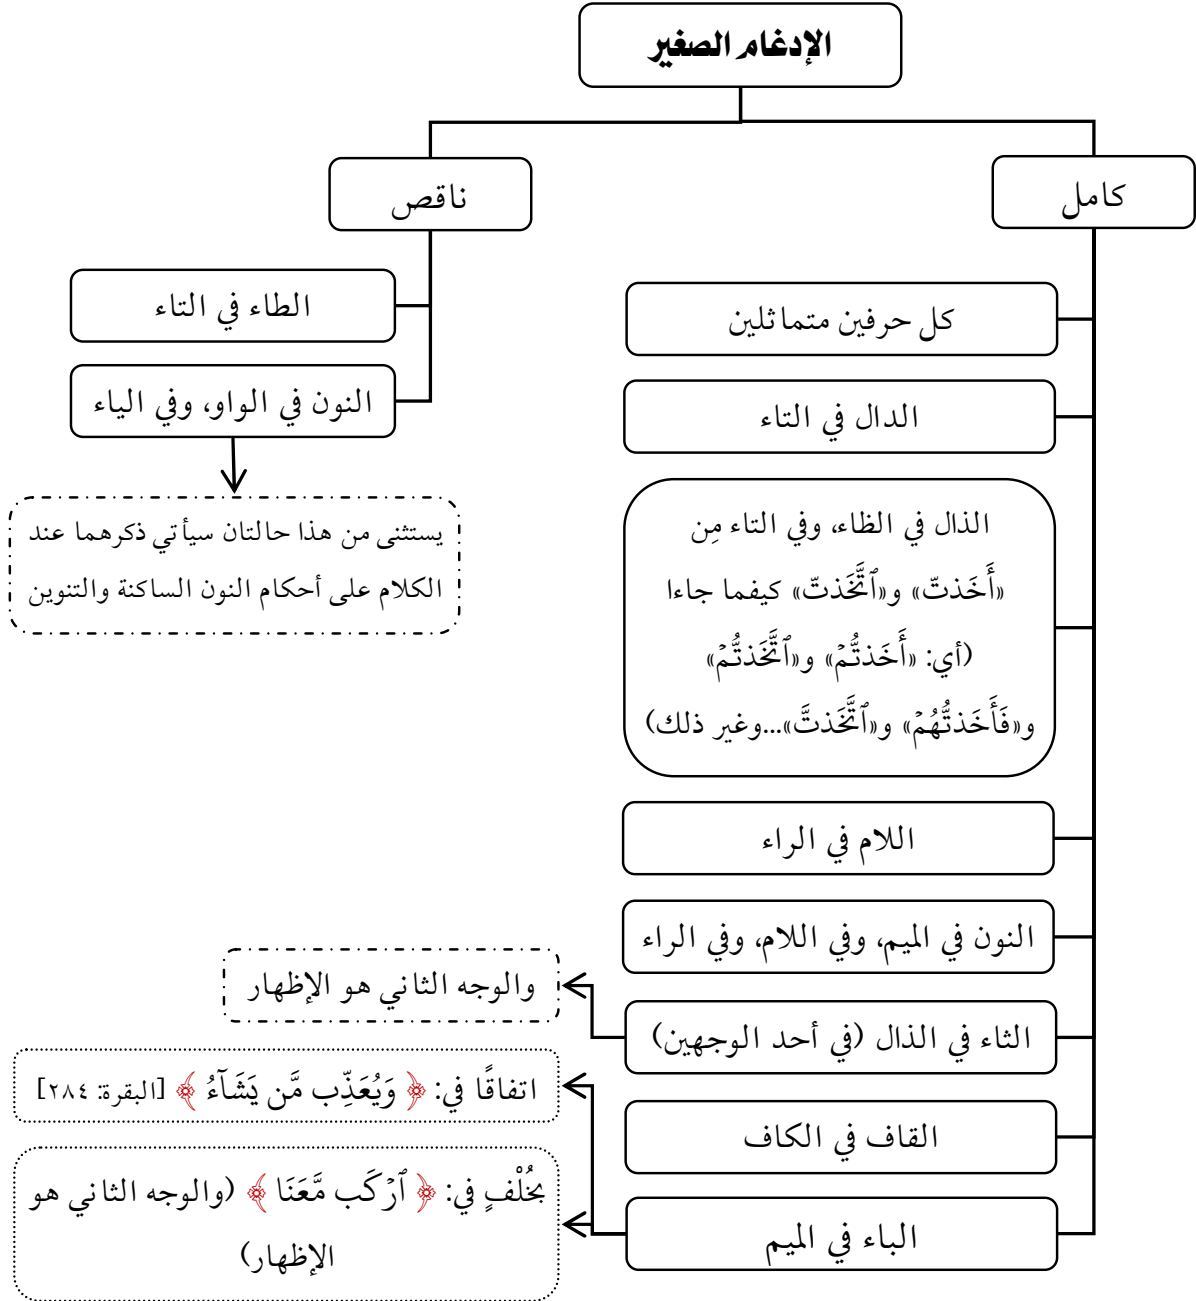 الإدغام الصغير
كامل
كل حرفين متماثلين
الدال في التاء
الذال في الظاء، وفي التاء مِن
«أَخَذتّ» و«ٱتَّخَذتّ» كيفما جاءا
(أي: «أَخَذتُّمۡ» و«ٱتَّخَذتُّمۡ»
و«فَأَخَذتُّهُمۡ» و«ٱتَّخَذتَّ»...وغير ذلك)
اللام في الراء
النون في الميم، وفي اللام، وفي الراء
الثاء في الذال (في أحد الوجهين)
والوجه الثاني هو الإظهار
القاف في الكاف
الباء في الميم
اتفاقًا في: ﴿ وَيُعَذِّب مَّن يَشَآءُ ﴾ [البقرة: ٢٨٤]
بخُلْفٍ في: ﴿ ٱرۡكَب مَّعَنَا ﴾ (والوجه الثاني هو
الإظهار)
ناقص
الطاء في التاء
النون في الواو، وفي الياء
يستثنى من هذا حالتان سيأتي ذكرهما عند
الكلام على أحكام النون الساكنة والتنوين